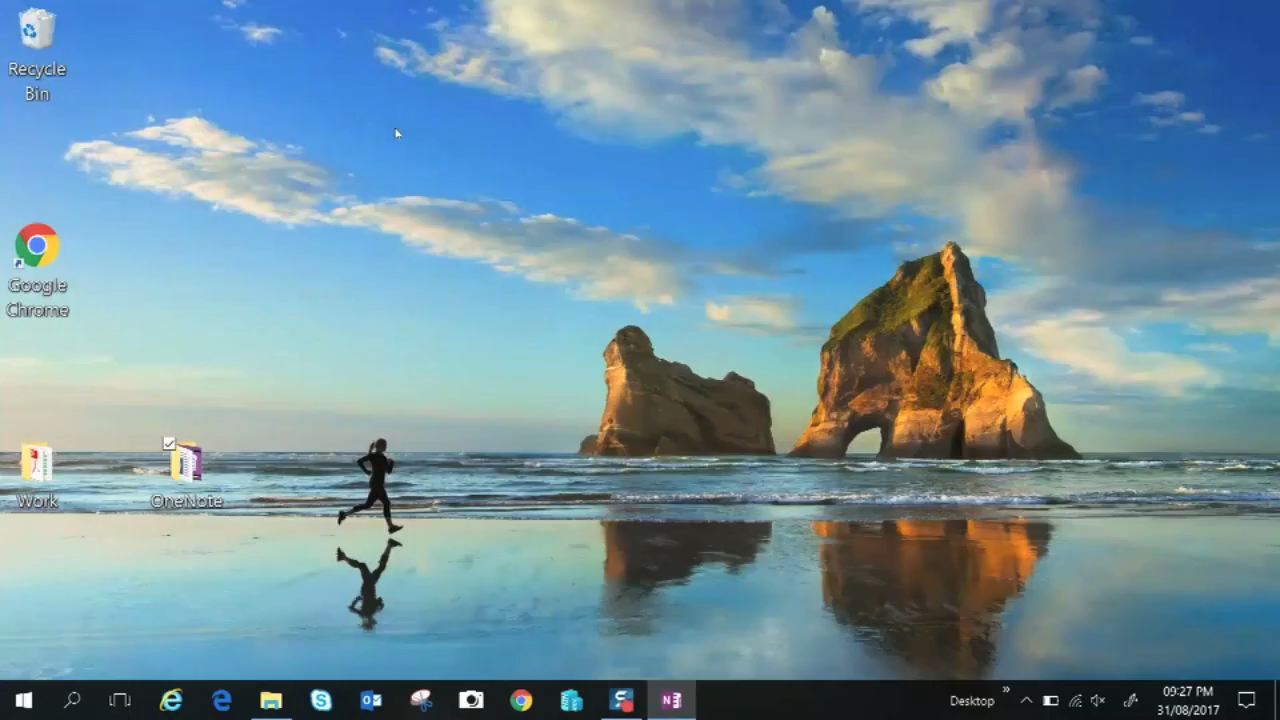 Recycle
Bin
Google
Chrome
Work
OneNote
Desktop
09:27 PM
31/08/2017